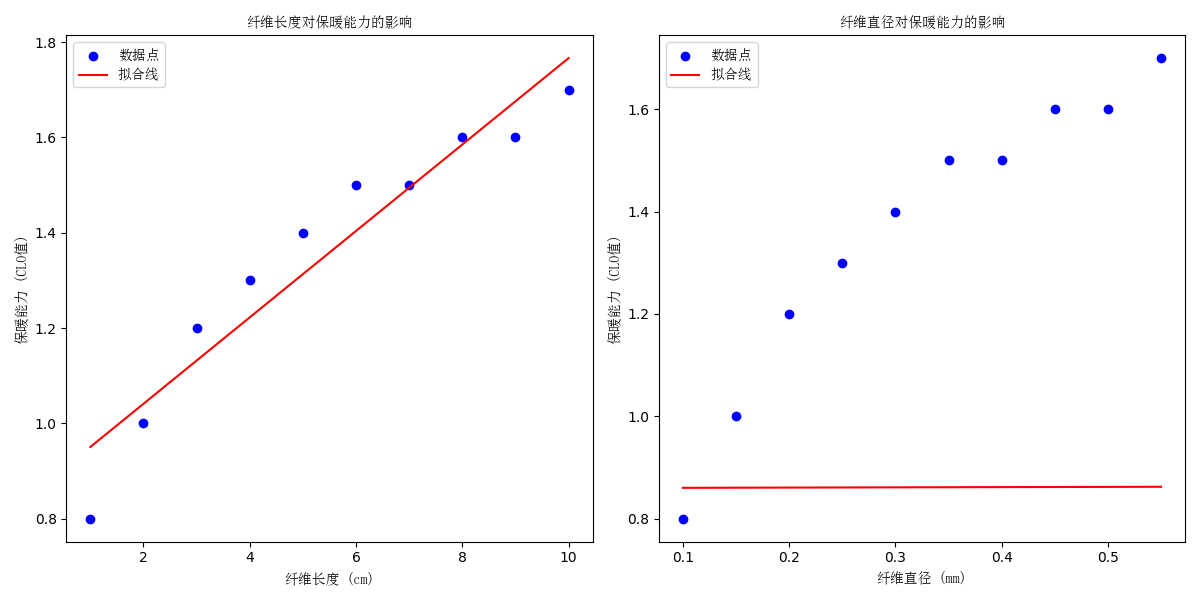 纤维长度对保暖能力的影响
数据点
拟合线
1.8
1.6
1.4
1.2
1.0
0.8
保暖能力 (CLO值)
2
4
6
8
10
纤维长度 (cm)
纤维直径对保暖能力的影响
数据点
拟合线
1.6
1.4
1.2
1.0
0.8
保暖能力 (CLO值)
0.1
0.2
0.3
0.4
0.5
纤维直径 (mm)